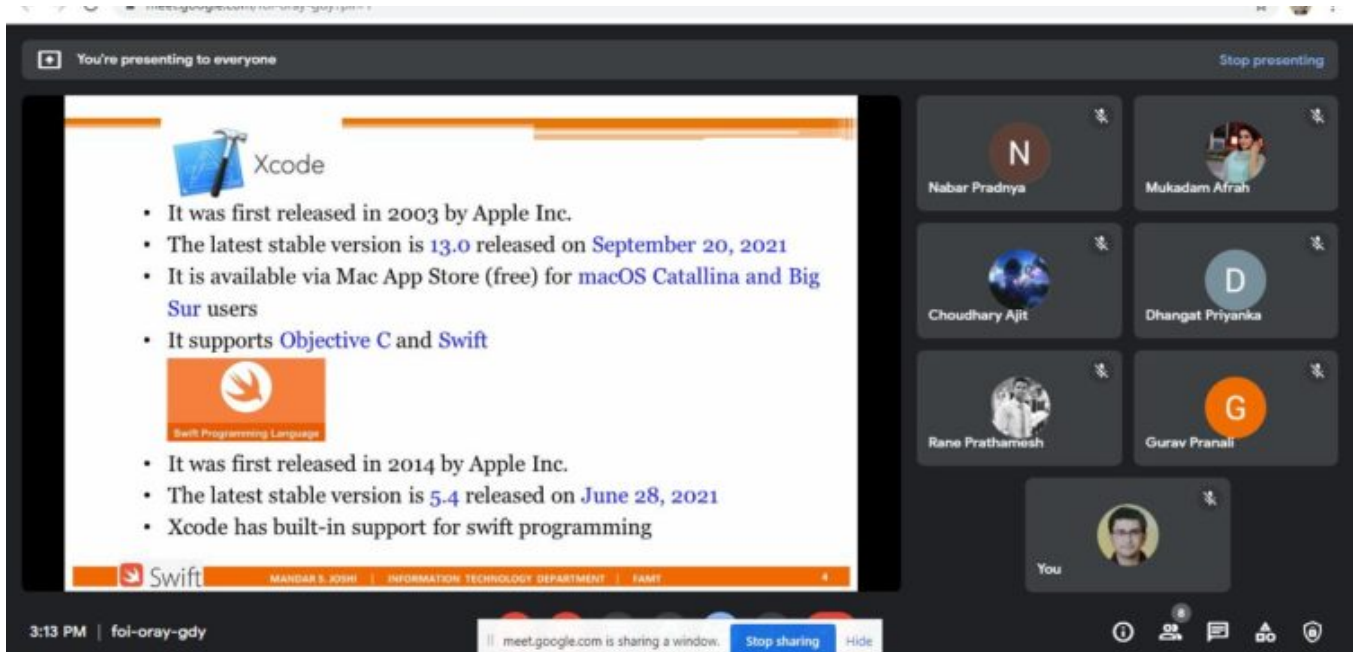 You're presenting to everyone
Stop presenting
Xcode
• It was first released in 2003 by Apple Inc.
• The latest stable version is 13.0 released on September 20, 2021
• It is available via Mac App Store (free) for macOS Catallina and Big
Sur users
• It supports Objective C and Swift
Swift Programming Language
• It was first released in 2014 by Apple Inc.
• The latest stable version is 5.4 released on June 28, 2021
• Xcode has built-in support for swift programming
Swift
MANDAR S. JOSHI | INFORMATION TECHNOLOGY DEPARTMENT | FAMT 4
N
Nabar Pradnya
Mukadam Afrah
Choudhary Ajit
D
Dhangat Priyanka
Rane Prathamesh
G
Gurav Pranali
You
3:13 PM | foi-oray-gdy
meet.google.com is sharing a window.
Stop sharing
Hide
8